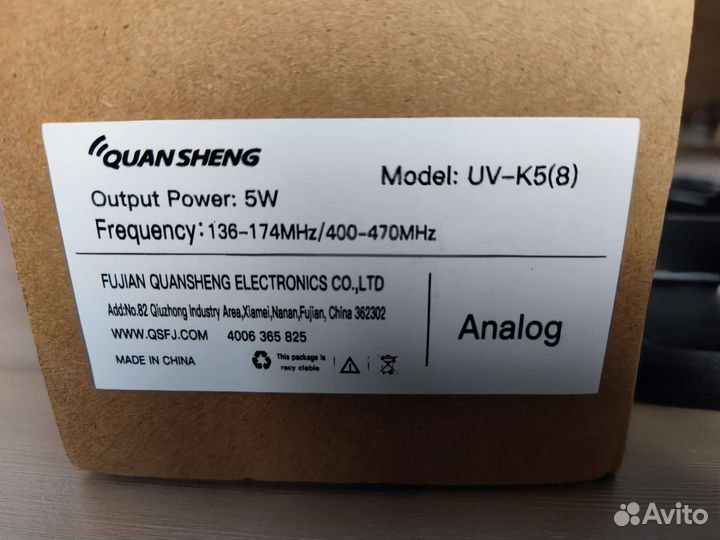 QUANSHENG
Model: UV-K5(8)
Output Power: 5W
Frequency: 136-174MHz/400-470MHz
FUJIAN QUANSHENG ELECTRONICS CO.,LTD
Add:No.82 Qiuzhong Industry Area,Xiamei,Nanan,Fujian, China 362302
WWW.QSFJ.COM 4006 365 825
MADE IN CHINA
This package is
recy clable
Analog
Avito